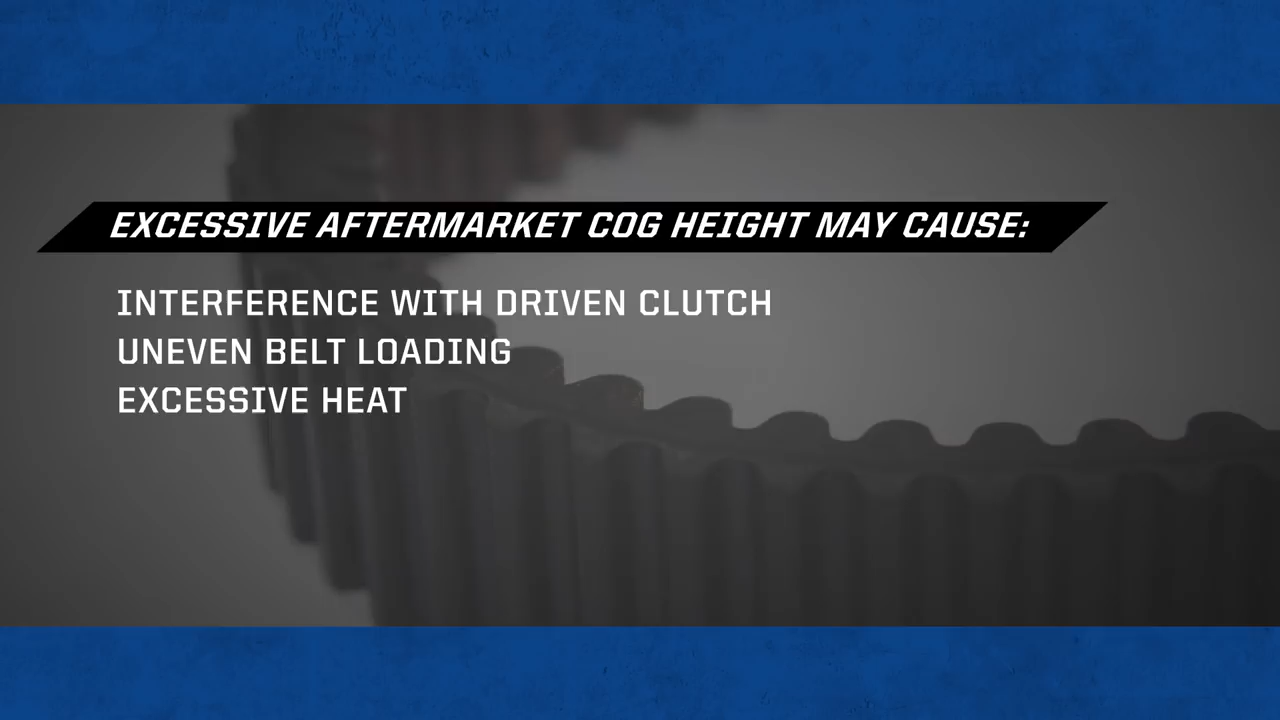 EXCESSIVE AFTERMARKET COG HEIGHT MAY CAUSE:
INTERFERENCE WITH DRIVEN CLUTCH
UNEVEN BELT LOADING
EXCESSIVE HEAT